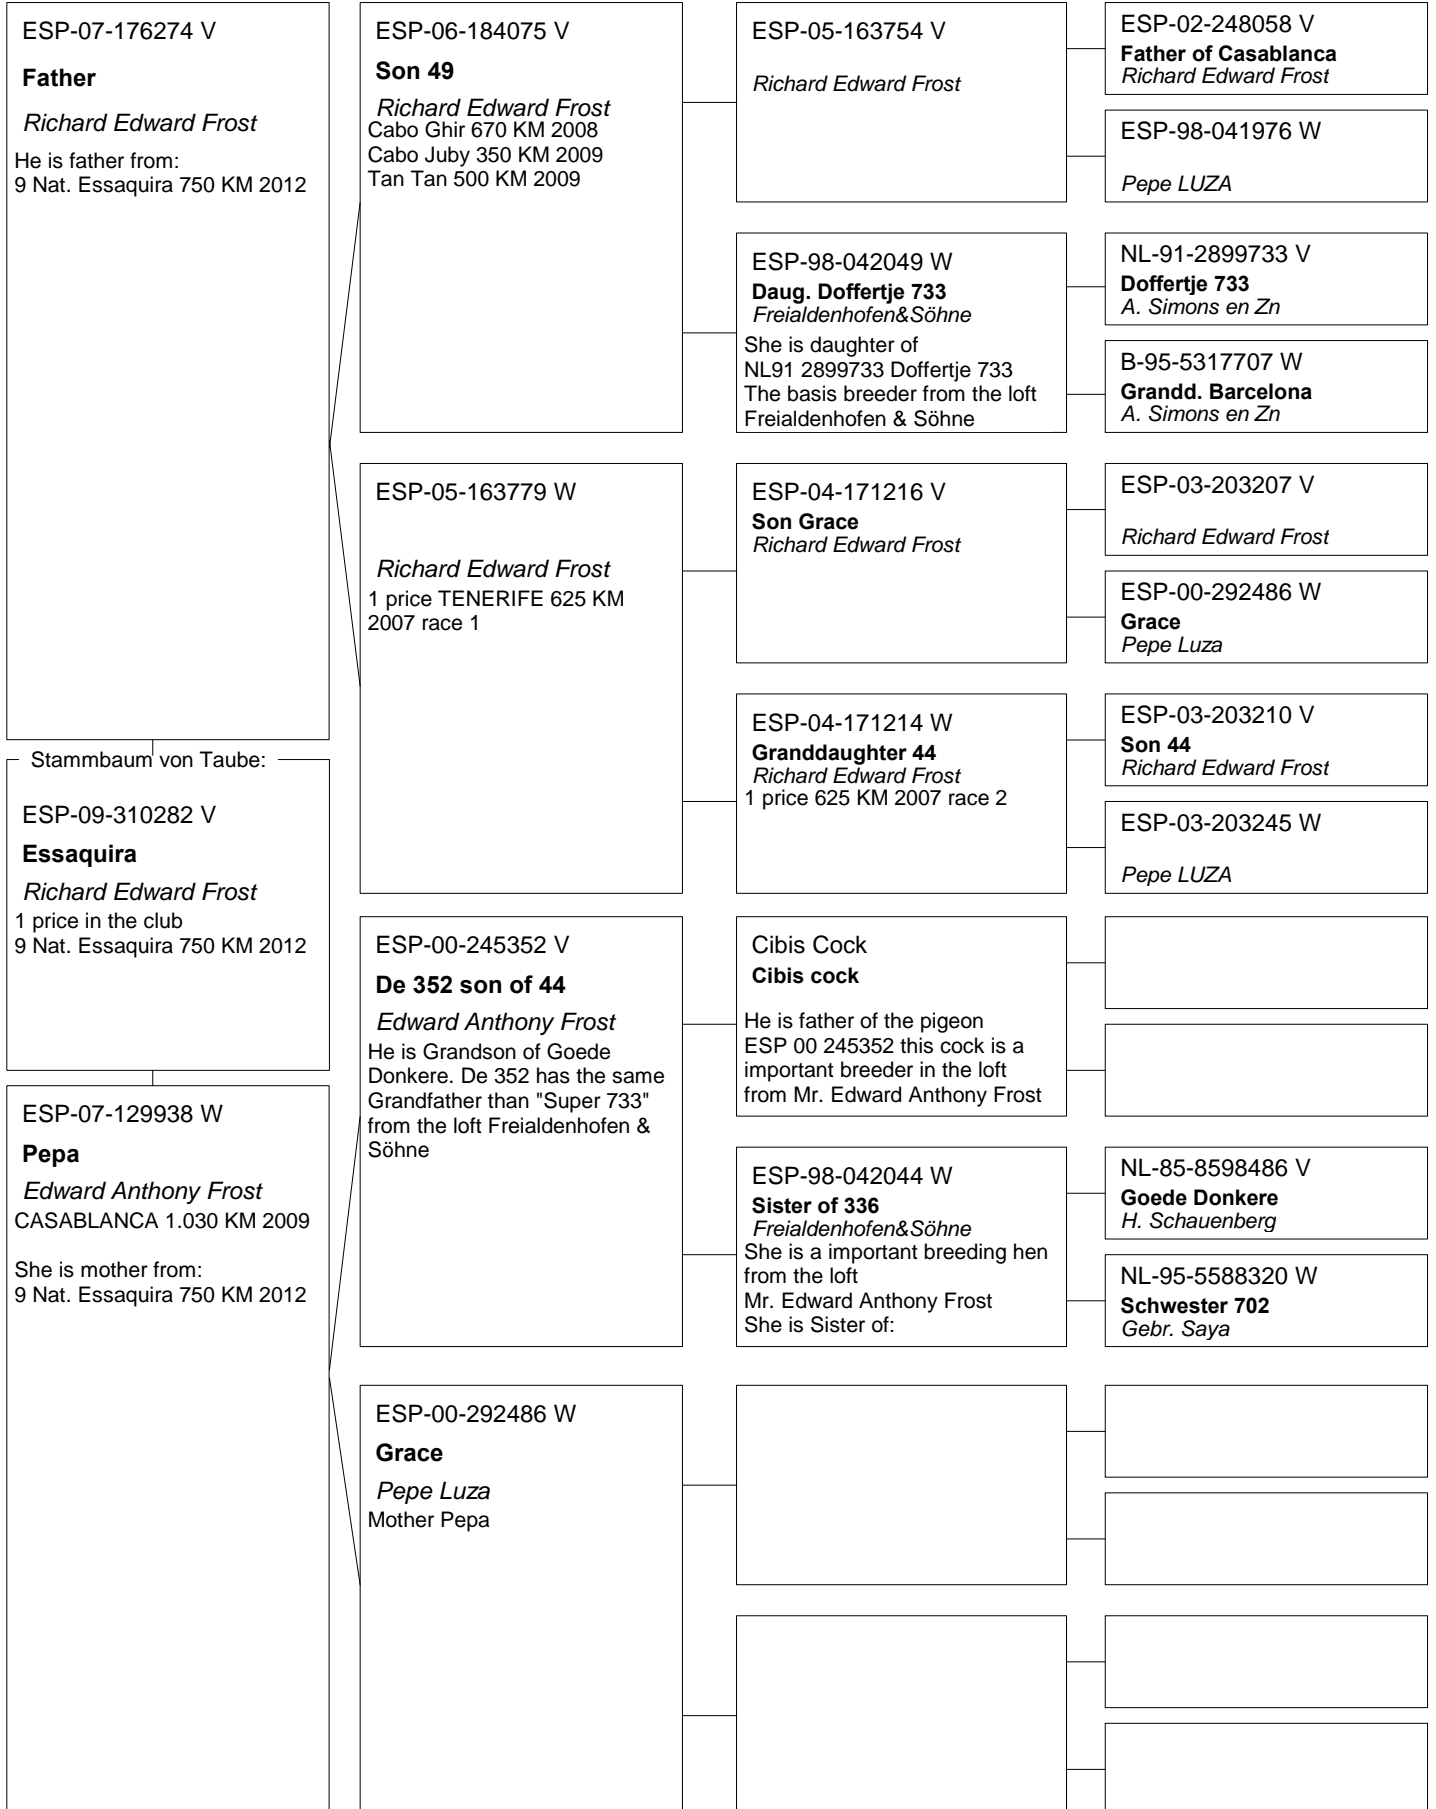 ESP-07-176274 V
Father
Richard Edward Frost
He is father from:
9 Nat. Essaquira 750 KM 2012
Stammbaum von Taube:
ESP-09-310282 V
Essaquira
Richard Edward Frost
1 price in the club
9 Nat. Essaquira 750 KM 2012
ESP-07-129938 W
Pepa
Edward Anthony Frost
CASABLANCA 1.030 KM 2009
She is mother from:
9 Nat. Essaquira 750 KM 2012
ESP-06-184075 V
Son 49
Richard Edward Frost
Cabo Ghir 670 KM 2008
Cabo Juby 350 KM 2009
Tan Tan 500 KM 2009
ESP-05-163779 W
Richard Edward Frost
1 price TENERIFE 625 KM
2007 race 1
ESP-00-245352 V
De 352 son of 44
Edward Anthony Frost
He is Grandson of Goede
Donkere. De 352 has the same
Grandfather than "Super 733"
from the loft Freialdenhofen &
Söhne
ESP-00-292486 W
Grace
Pepe Luza
Mother Pepa
ESP-05-163754 V
Richard Edward Frost
ESP-98-042049 W
Daug. Doffertje 733
Freialdenhofen&Söhne
She is daughter of
NL91 2899733 Doffertje 733
The basis breeder from the loft
Freialdenhofen & Söhne
ESP-04-171216 V
Son Grace
Richard Edward Frost
ESP-04-171214 W
Granddaughter 44
Richard Edward Frost
1 price 625 KM 2007 race 2
Cibis Cock
Cibis cock
He is father of the pigeon
ESP 00 245352 this cock is a
important breeder in the loft
from Mr. Edward Anthony Frost
ESP-98-042044 W
Sister of 336
Freialdenhofen&Söhne
She is a important breeding hen
from the loft
Mr. Edward Anthony Frost
She is Sister of:
ESP-02-248058 V
Father of Casablanca
Richard Edward Frost
ESP-98-041976 W
Pepe LUZA
NL-91-2899733 V
Doffertje 733
A. Simons en Zn
B-95-5317707 W
Grandd. Barcelona
A. Simons en Zn
ESP-03-203207 V
Richard Edward Frost
ESP-00-292486 W
Grace
Pepe Luza
ESP-03-203210 V
Son 44
Richard Edward Frost
ESP-03-203245 W
Pepe LUZA
NL-85-8598486 V
Goede Donkere
H. Schauenberg
NL-95-5588320 W
Schwester 702
Gebr. Saya